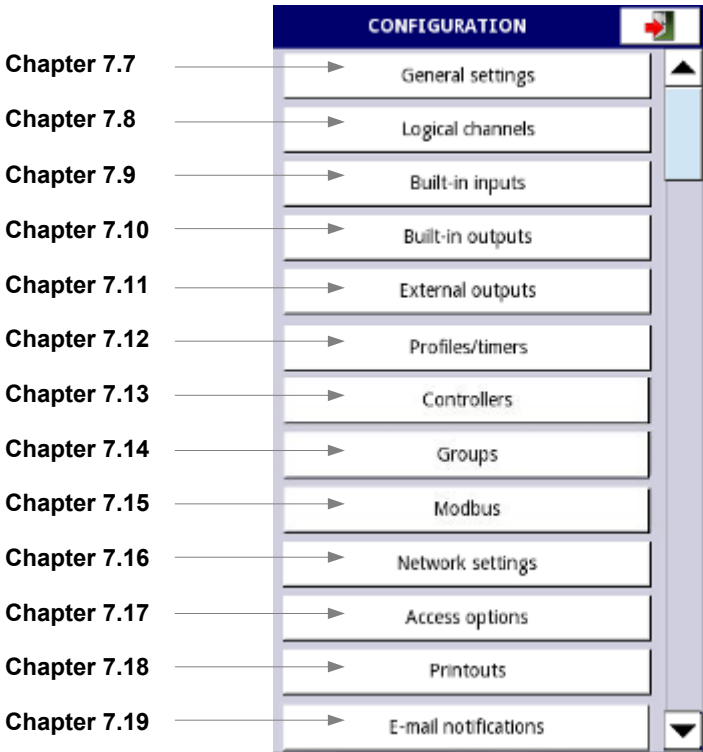 CONFIGURATION
Chapter 7.7 General settings
Chapter 7.8 Logical channels
Chapter 7.9 Built-in inputs
Chapter 7.10 Built-in outputs
Chapter 7.11 External outputs
Chapter 7.12 Profiles/timers
Chapter 7.13 Controllers
Chapter 7.14 Groups
Chapter 7.15 Modbus
Chapter 7.16 Network settings
Chapter 7.17 Access options
Chapter 7.18 Printouts
Chapter 7.19 E-mail notifications